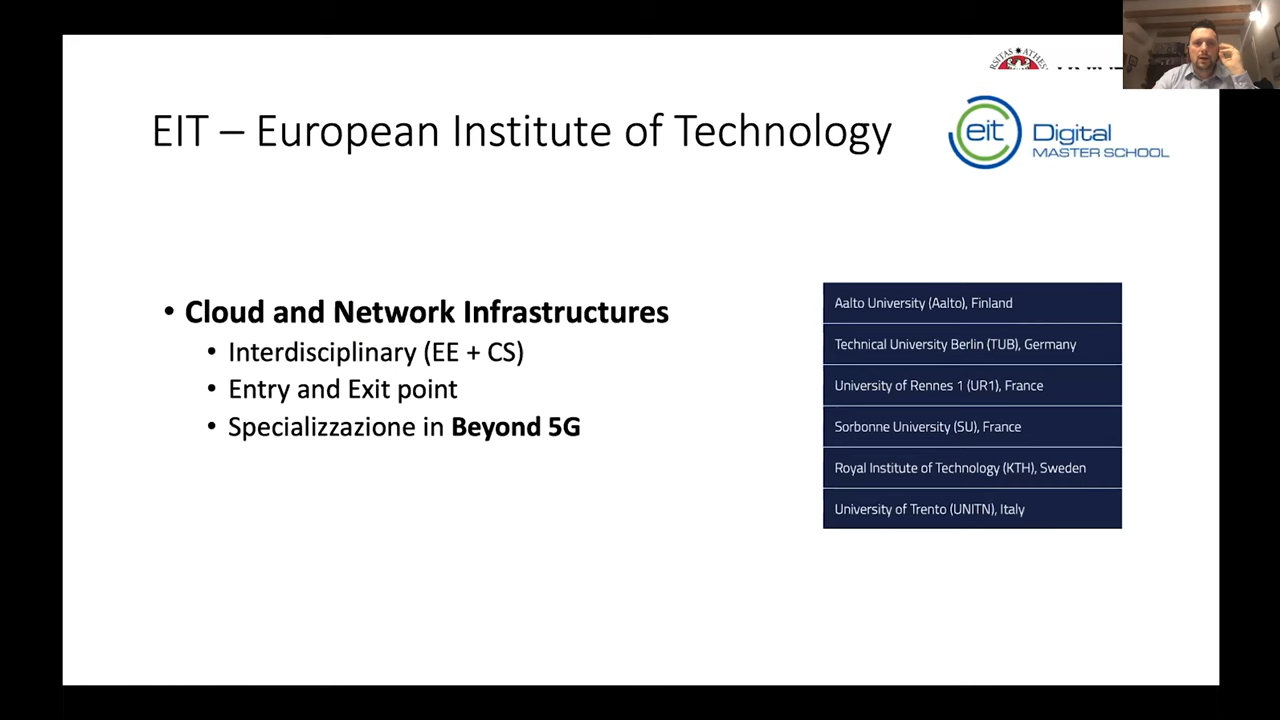 EIT – European Institute of Technology
eit Digital
MASTER SCHOOL
• Cloud and Network Infrastructures
• Interdisciplinary (EE + CS)
• Entry and Exit point
• Specializzazione in Beyond 5G
Aalto University (Aalto), Finland
Technical University Berlin (TUB), Germany
University of Rennes 1 (UR1), France
Sorbonne University (SU), France
Royal Institute of Technology (KTH), Sweden
University of Trento (UNITN), Italy